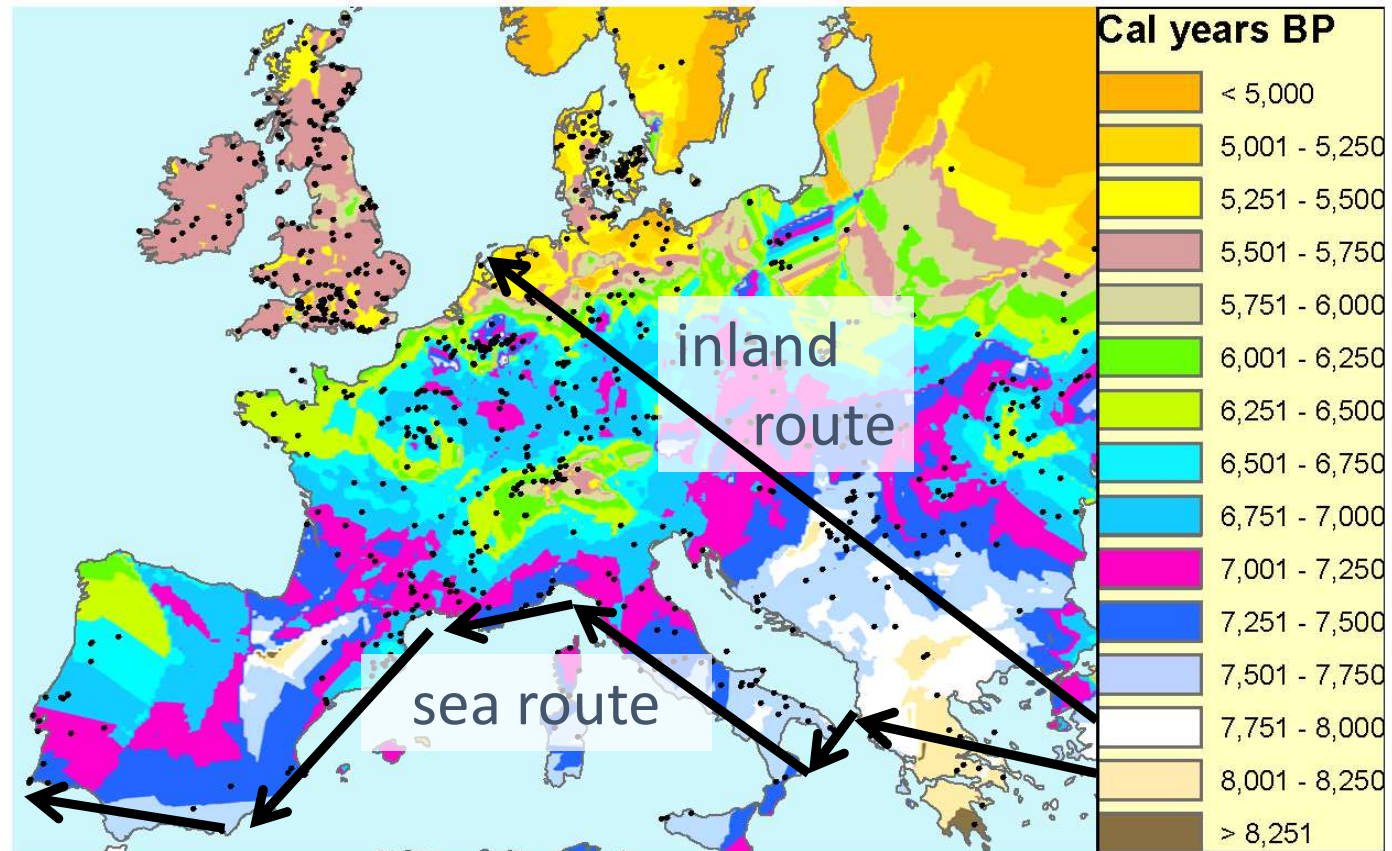 Cal years BP
< 5,000
5,001 - 5,250
5,251 - 5,500
5,501 - 5,750
5,751 - 6,000
6,001 - 6,250
6,251 - 6,500
6,501 - 6,750
6,751 - 7,000
7,001 - 7,250
7,251 - 7,500
7,501 - 7,750
7,751 - 8,000
8,001 - 8,250
> 8,251
inland
route
sea route